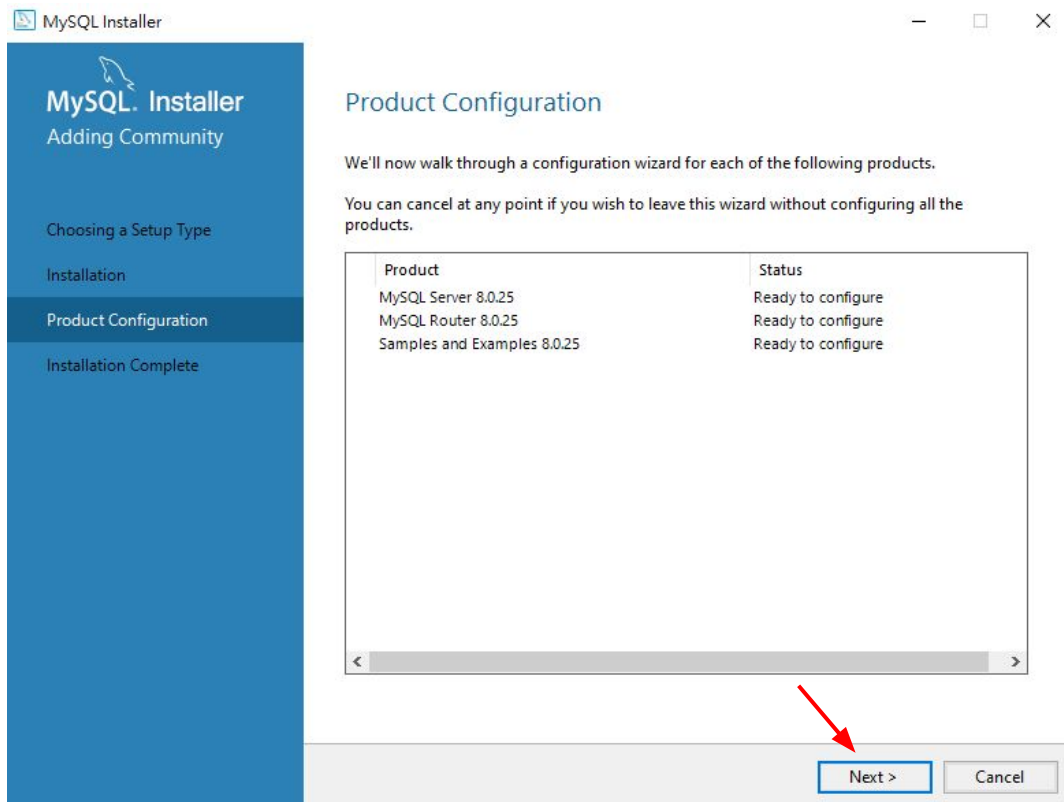 MySQL Installer
MySQL. Installer
Adding Community
Choosing a Setup Type
Installation
Product Configuration
Installation Complete
Product Configuration
We'll now walk through a configuration wizard for each of the following products.
You can cancel at any point if you wish to leave this wizard without configuring all the
products.
Product Status
MySQL Server 8.0.25 Ready to configure
MySQL Router 8.0.25 Ready to configure
Samples and Examples 8.0.25 Ready to configure
Next > Cancel